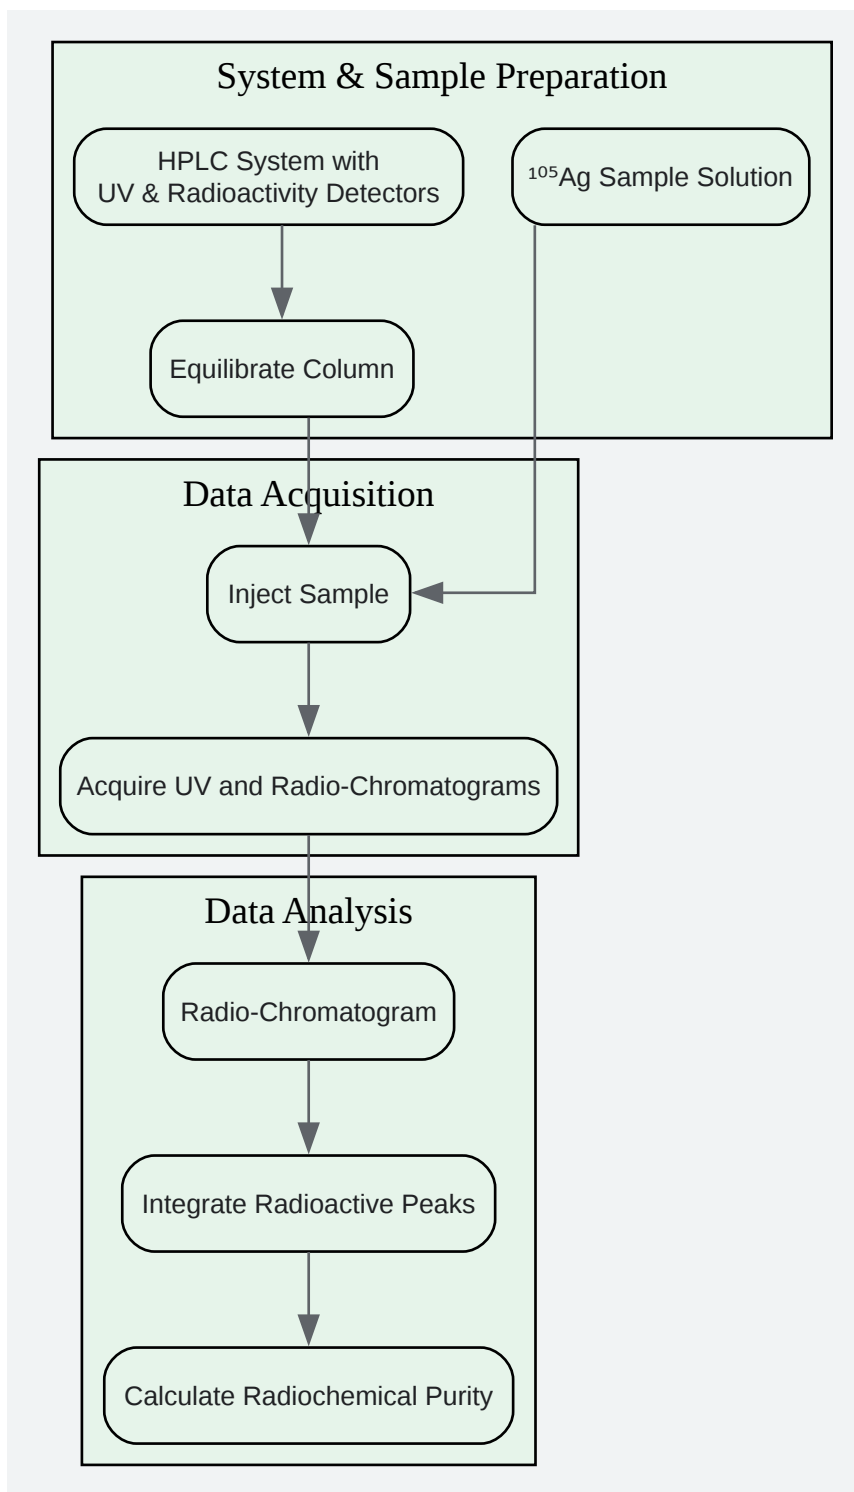 System & Sample Preparation
HPLC System with
UV & Radioactivity Detectors
¹⁰⁵Ag Sample Solution
Equilibrate Column
Data Acquisition
Inject Sample
Acquire UV and Radio-Chromatograms
Data Analysis
Radio-Chromatogram
Integrate Radioactive Peaks
Calculate Radiochemical Purity